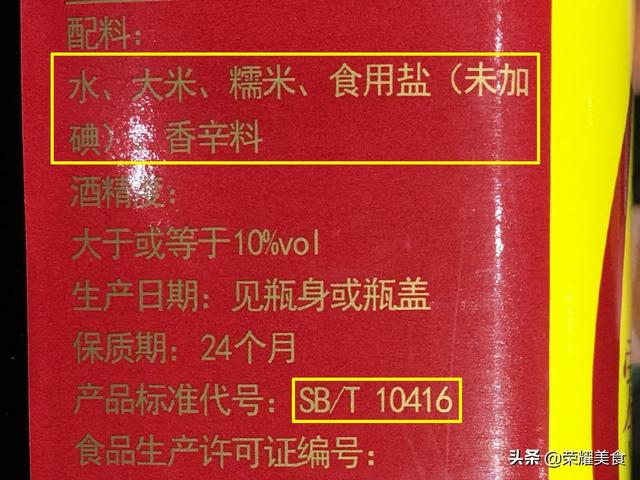 配料：
水、大米、糯米、食用盐（未加
碘）、香辛料
酒精度：
大于或等于10%vol
生产日期：见瓶身或瓶盖
保质期：24个月
产品标准代号：SB/T 10416
食品生产许可证编号：
头条 @荣耀美食